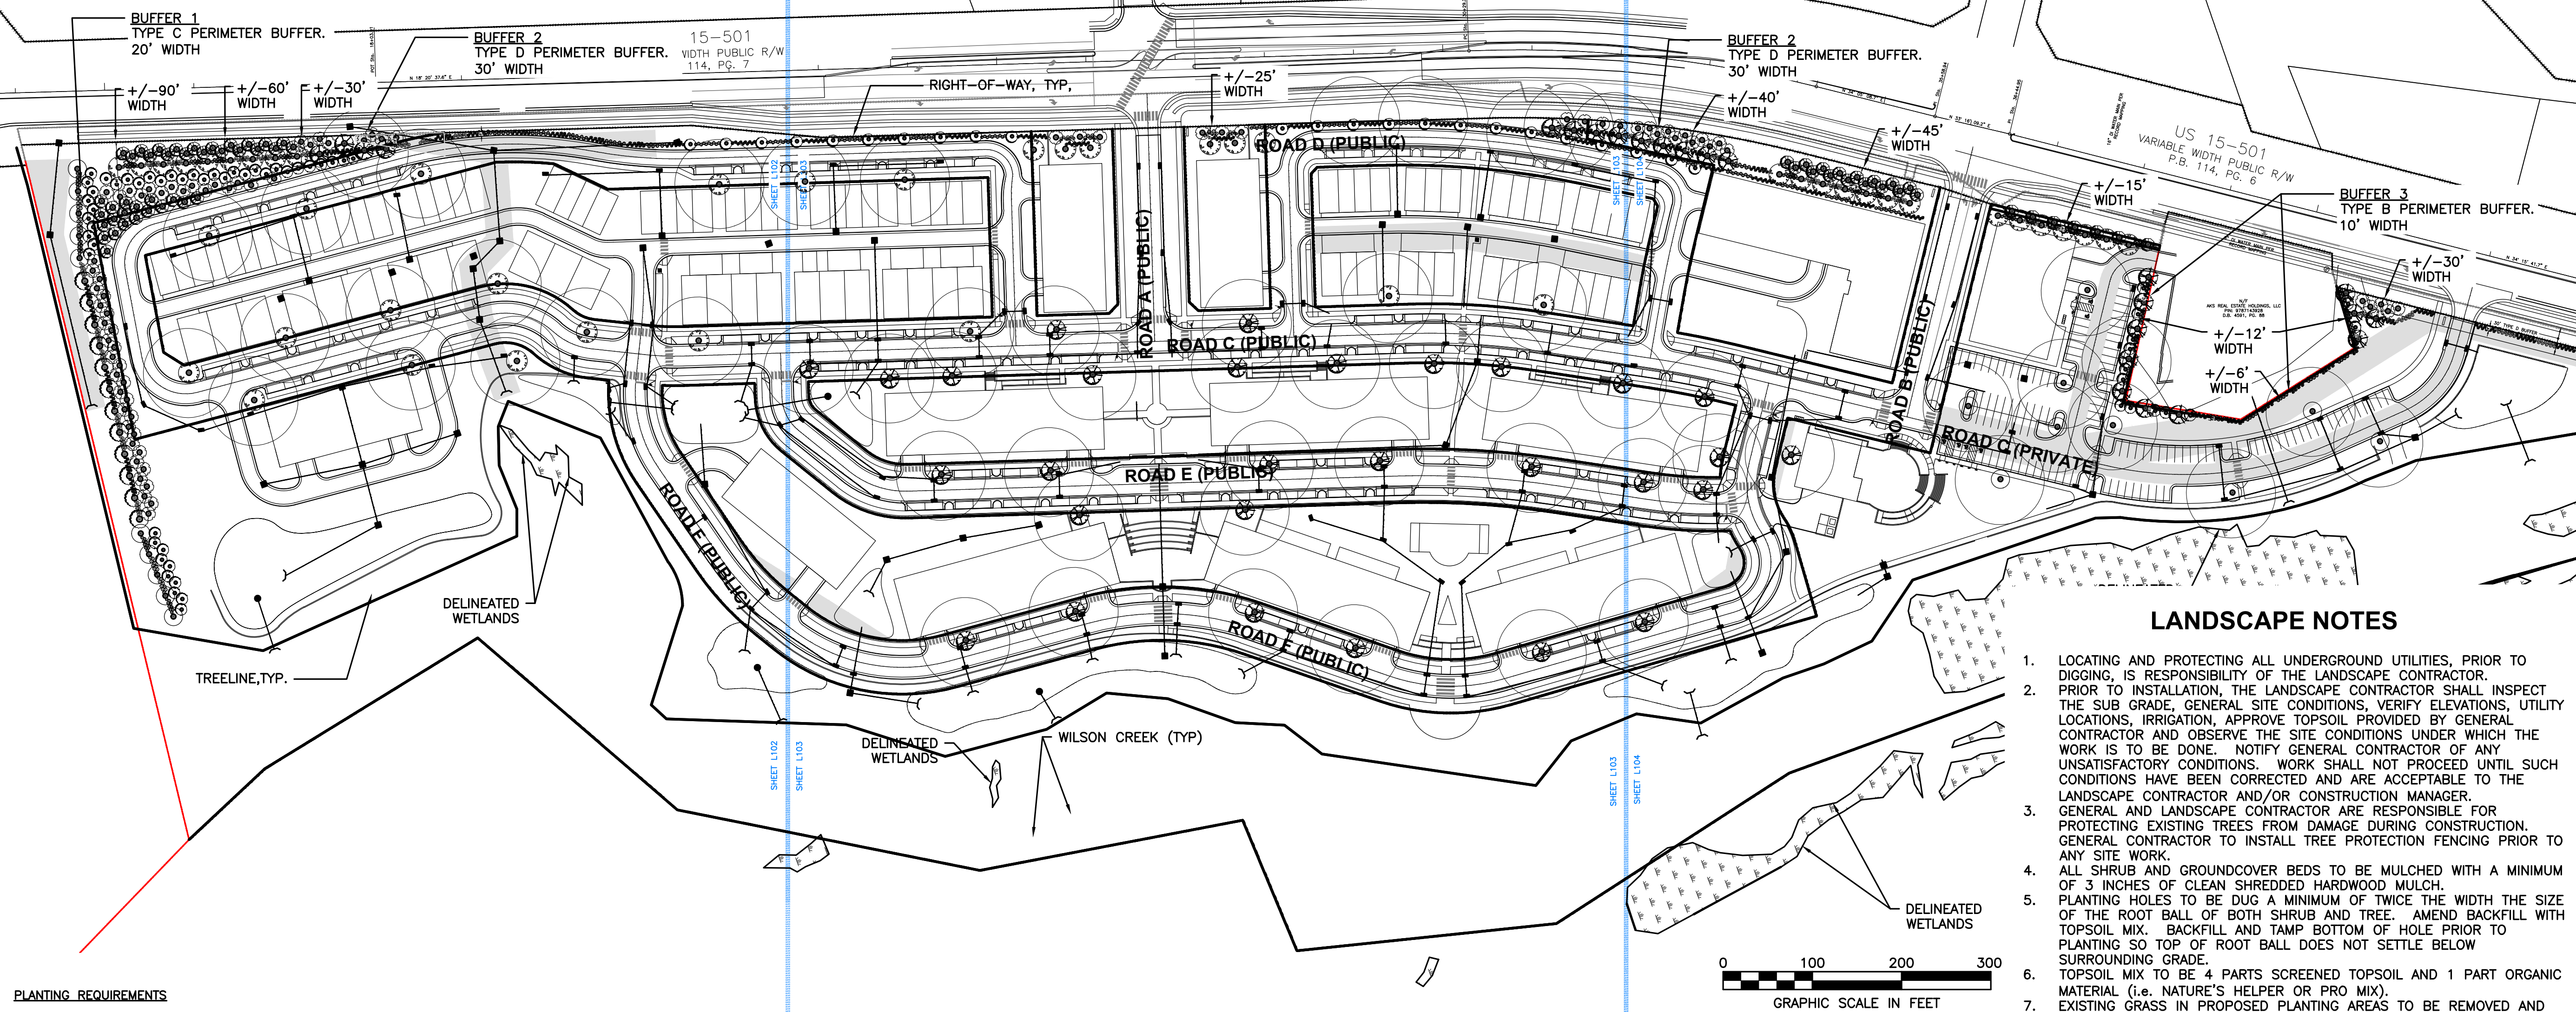 BUFFER 1
TYPE C PERIMETER BUFFER.
20' WIDTH
BUFFER 2
TYPE D PERIMETER BUFFER.
30' WIDTH
15-501
WIDTH PUBLIC R/W
114, PG. 7
N 18° 20' 37.6" E
+/-90'
WIDTH
+/-60'
WIDTH
+/-30'
WIDTH
RIGHT-OF-WAY, TYP,
+/-25'
WIDTH
BUFFER 2
TYPE D PERIMETER BUFFER.
30' WIDTH
+/-40'
WIDTH
+/-45'
WIDTH
US 15-501
VARIABLE WIDTH PUBLIC R/W
P.B. 114, PG. 6
+/-15'
WIDTH
BUFFER 3
TYPE B PERIMETER BUFFER.
10' WIDTH
+/-30'
WIDTH
N/F
AKS REAL ESTATE HOLDINGS, LLC
+/-12'
WIDTH
+/-6'
WIDTH
30' TYPE D BUFFER
SHEET L102
SHEET L103
SHEET L103
SHEET L104
ROAD D (PUBLIC)
ROAD A (PUBLIC)
ROAD C (PUBLIC)
ROAD B (PUBLIC)
ROAD C (PRIVATE)
ROAD E (PUBLIC)
ROAD E (PUBLIC)
ROAD E (PUBLIC)
DELINEATED
WETLANDS
TREELINE,TYP.
DELINEATED
WETLANDS
WILSON CREEK (TYP)
SHEET L102
SHEET L103
SHEET L103
SHEET L104
DELINEATED
WETLANDS
0 100 200 300
GRAPHIC SCALE IN FEET
PLANTING REQUIREMENTS
LANDSCAPE NOTES
1. LOCATING AND PROTECTING ALL UNDERGROUND UTILITIES, PRIOR TO
DIGGING, IS RESPONSIBILITY OF THE LANDSCAPE CONTRACTOR.
2. PRIOR TO INSTALLATION, THE LANDSCAPE CONTRACTOR SHALL INSPECT
THE SUB GRADE, GENERAL SITE CONDITIONS, VERIFY ELEVATIONS, UTILITY
LOCATIONS, IRRIGATION, APPROVE TOPSOIL PROVIDED BY GENERAL
CONTRACTOR AND OBSERVE THE SITE CONDITIONS UNDER WHICH THE
WORK IS TO BE DONE. NOTIFY GENERAL CONTRACTOR OF ANY
UNSATISFACTORY CONDITIONS. WORK SHALL NOT PROCEED UNTIL SUCH
CONDITIONS HAVE BEEN CORRECTED AND ARE ACCEPTABLE TO THE
LANDSCAPE CONTRACTOR AND/OR CONSTRUCTION MANAGER.
3. GENERAL AND LANDSCAPE CONTRACTOR ARE RESPONSIBLE FOR
PROTECTING EXISTING TREES FROM DAMAGE DURING CONSTRUCTION.
GENERAL CONTRACTOR TO INSTALL TREE PROTECTION FENCING PRIOR TO
ANY SITE WORK.
4. ALL SHRUB AND GROUNDCOVER BEDS TO BE MULCHED WITH A MINIMUM
OF 3 INCHES OF CLEAN SHREDDED HARDWOOD MULCH.
5. PLANTING HOLES TO BE DUG A MINIMUM OF TWICE THE WIDTH THE SIZE
OF THE ROOT BALL OF BOTH SHRUB AND TREE. AMEND BACKFILL WITH
TOPSOIL MIX. BACKFILL AND TAMP BOTTOM OF HOLE PRIOR TO
PLANTING SO TOP OF ROOT BALL DOES NOT SETTLE BELOW
SURROUNDING GRADE.
6. TOPSOIL MIX TO BE 4 PARTS SCREENED TOPSOIL AND 1 PART ORGANIC
MATERIAL (i.e. NATURE'S HELPER OR PRO MIX).
7. EXISTING GRASS IN PROPOSED PLANTING AREAS TO BE REMOVED AND